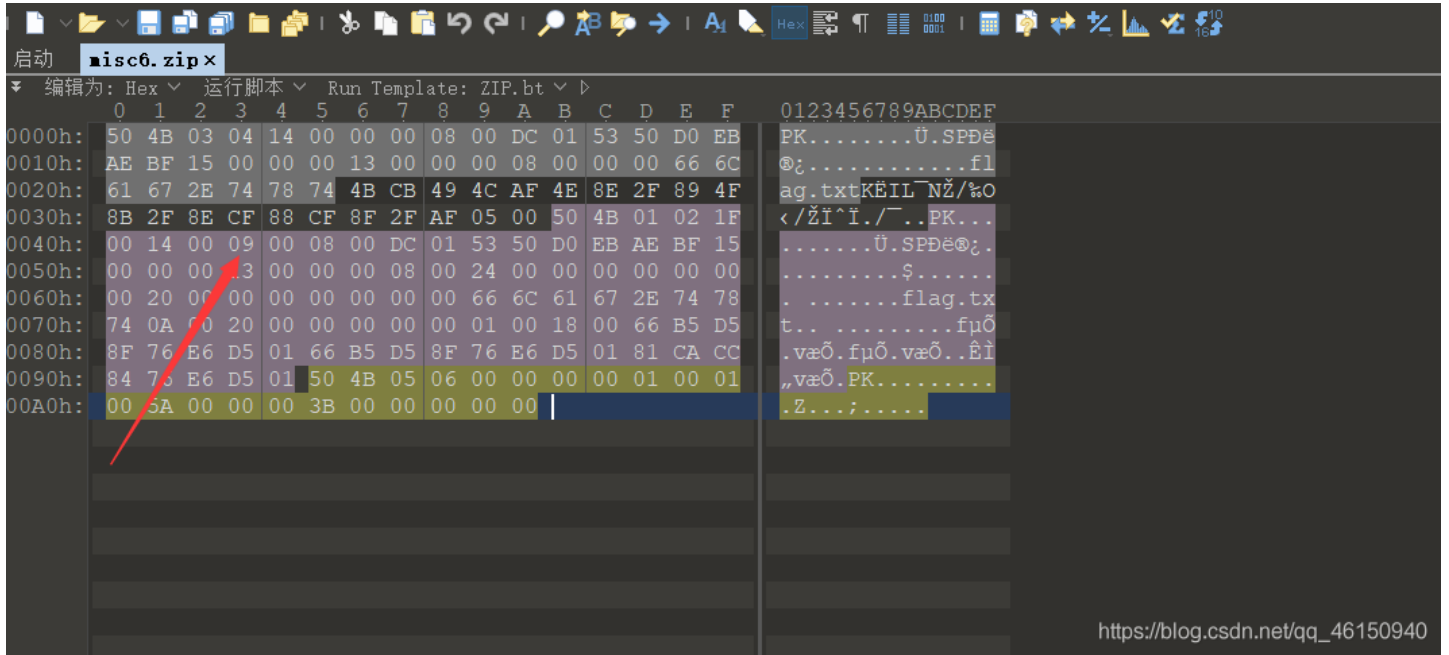 Hex
启动 misc6.zip ×
编辑为: Hex 运行脚本 Run Template: ZIP.bt
0 1 2 3 4 5 6 7 8 9 A B C D E F 0123456789ABCDEF
0000h: 50 4B 03 04 14 00 00 00 08 00 DC 01 53 50 D0 EB PK........Ü.SPÐë
0010h: AE BF 15 00 00 00 13 00 00 00 08 00 00 00 66 6C ®¿............fl
0020h: 61 67 2E 74 78 74 4B CB 49 4C AF 4E 8E 2F 89 4F ag.txtKËIL¯NŽ/‰O
0030h: 8B 2F 8E CF 88 CF 8F 2F AF 05 00 50 4B 01 02 1F ‹/ŽÏˆÏ./¯..PK...
0040h: 00 14 00 09 00 08 00 DC 01 53 50 D0 EB AE BF 15 .......Ü.SPÐë®¿.
0050h: 00 00 00 13 00 00 00 08 00 24 00 00 00 00 00 00 .........$......
0060h: 00 20 00 00 00 00 00 00 00 66 6C 61 67 2E 74 78 . .......flag.tx
0070h: 74 0A 00 20 00 00 00 00 00 01 00 18 00 66 B5 D5 t.. .........fµÕ
0080h: 8F 76 E6 D5 01 66 B5 D5 8F 76 E6 D5 01 81 CA CC .væÕ.fµÕ.væÕ..ÊÌ
0090h: 84 76 E6 D5 01 50 4B 05 06 00 00 00 00 01 00 01 „væÕ.PK.........
00A0h: 00 5A 00 00 00 3B 00 00 00 00 00 .Z...;.....
https://blog.csdn.net/qq_46150940